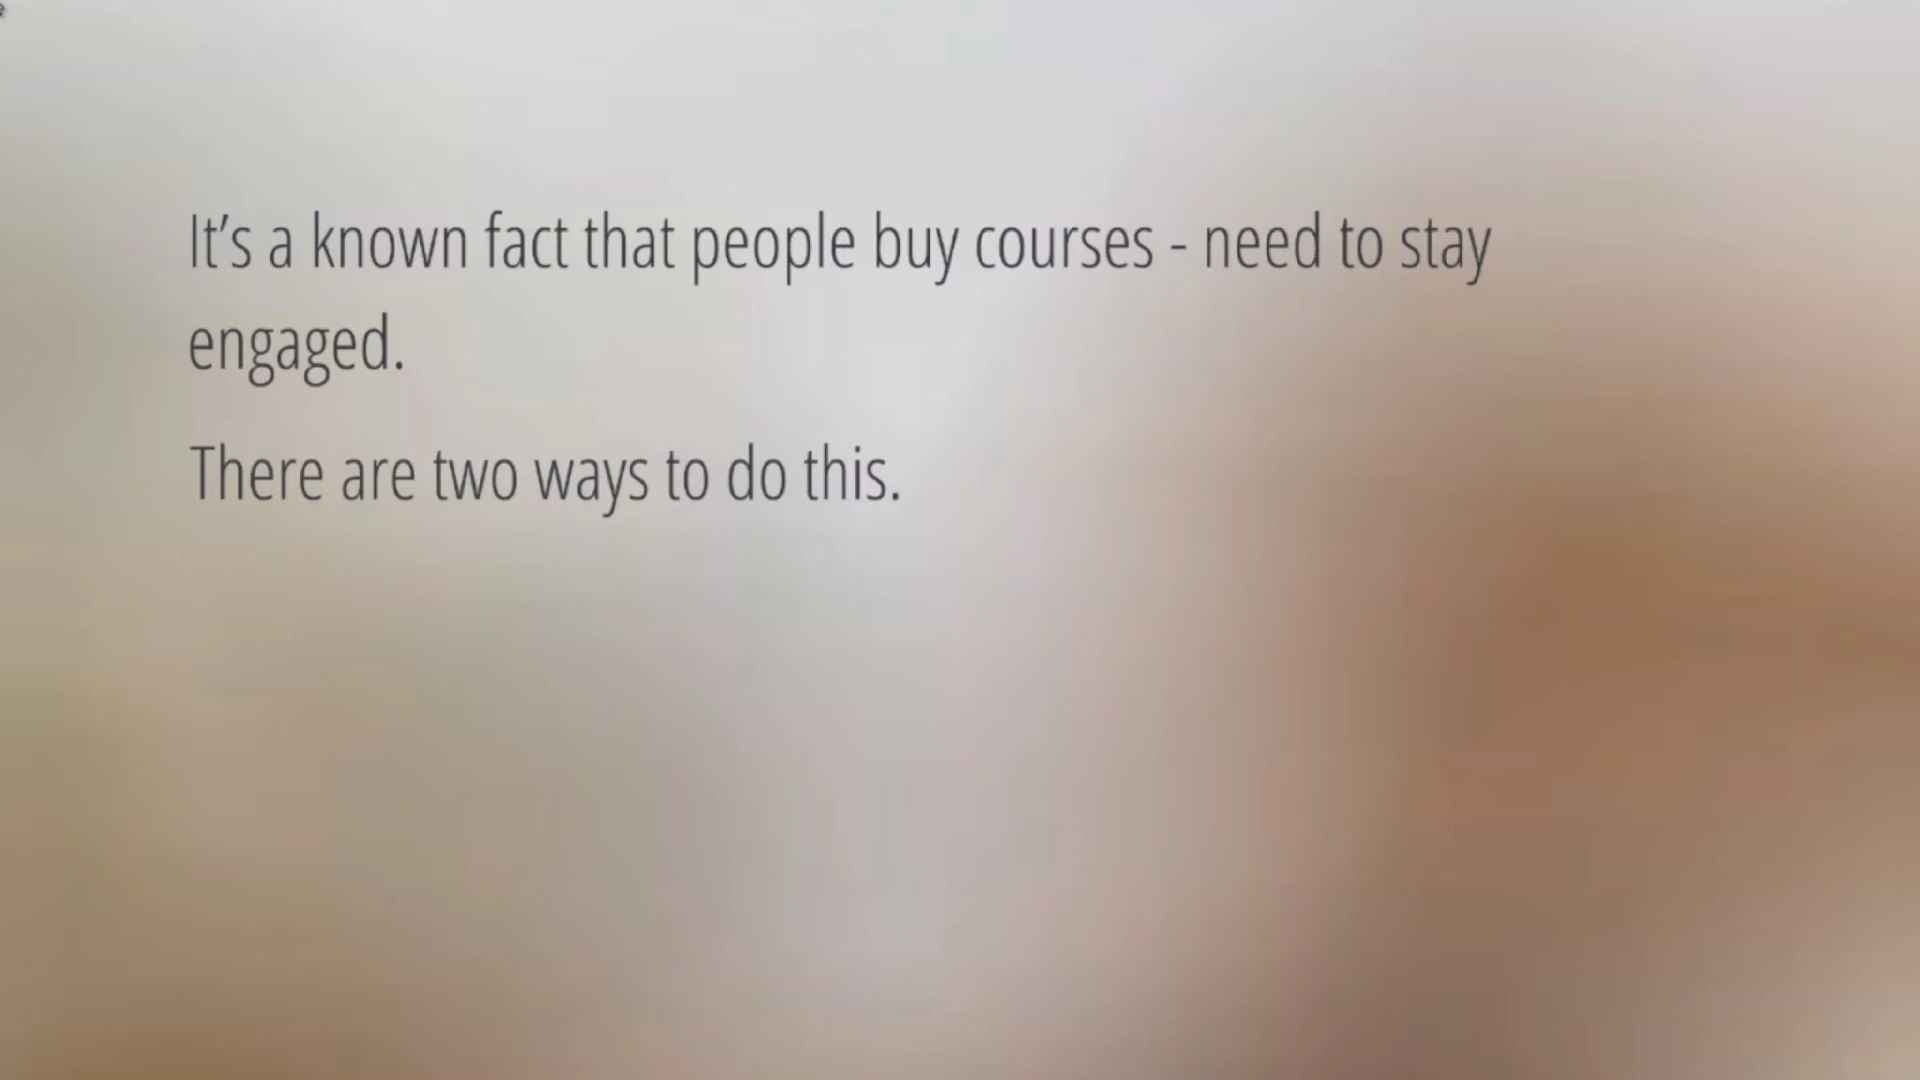 It’s a known fact that people buy courses - need to stay
engaged.
There are two ways to do this.